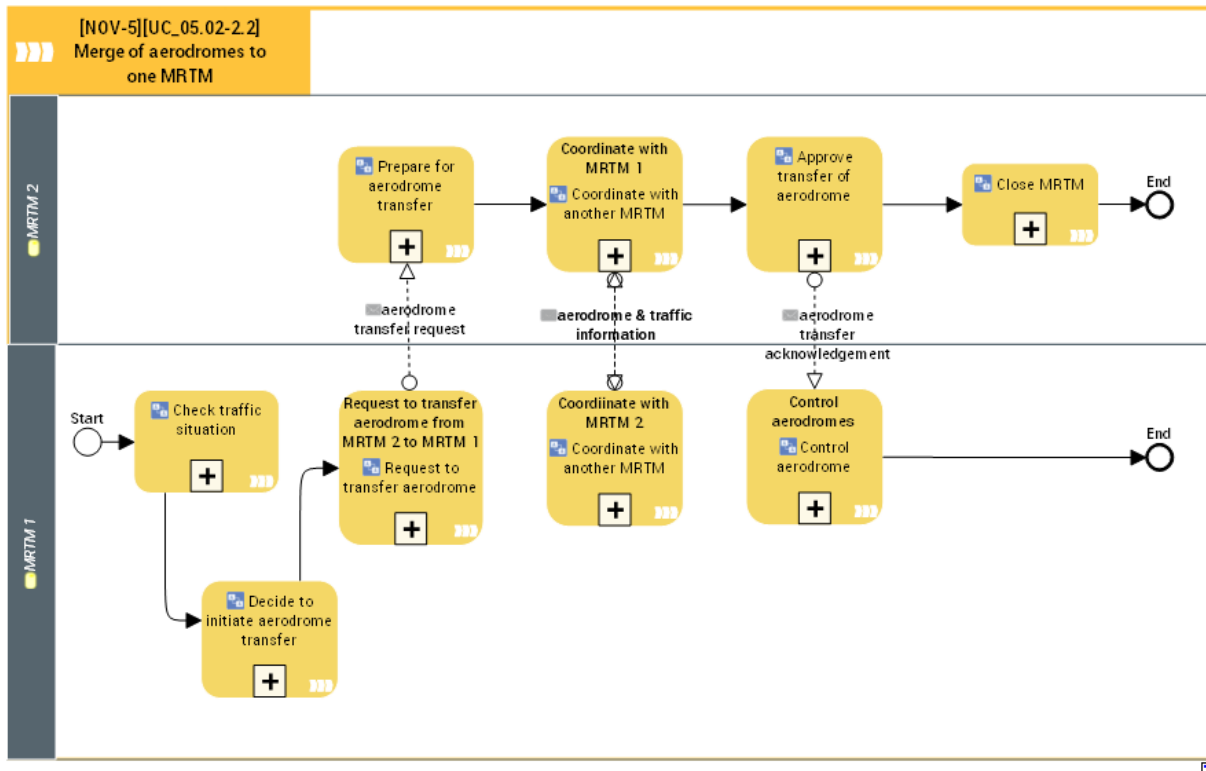 [NOV-5][UC_05.02-2.2]
Merge of aerodromes to
one MRTM
MRTM 2
Prepare for
aerodrome
transfer
Coordinate with
MRTM 1
Coordinate with
another MRTM
Approve
transfer of
aerodrome
Close MRTM
End
aerodrome
transfer request
aerodrome & traffic
information
aerodrome
transfer
acknowledgement
MRTM 1
Start
Check traffic
situation
Request to transfer
aerodrome from
MRTM 2 to MRTM 1
Request to
transfer aerodrome
Coordiinate with
MRTM 2
Coordinate with
another MRTM
Control
aerodromes
Control
aerodrome
End
Decide to
initiate aerodrome
transfer